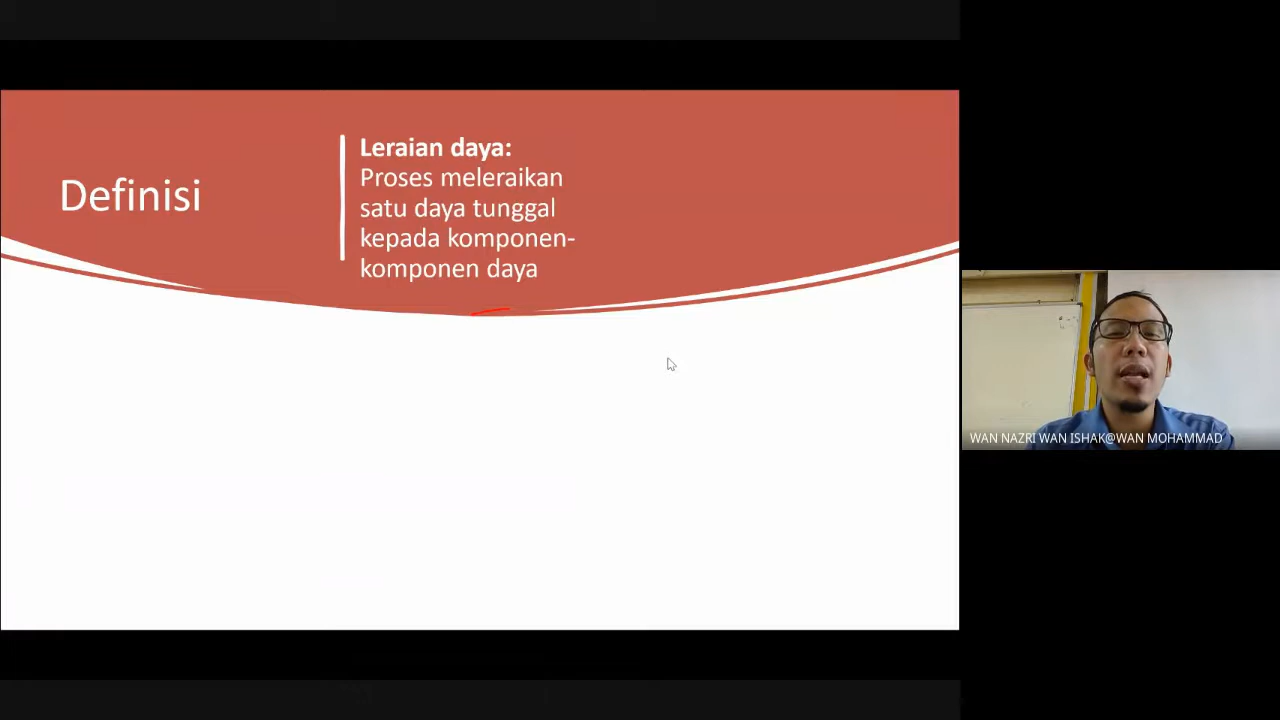 Definisi
Leraian daya:
Proses meleraikan
satu daya tunggal
kepada komponen-
komponen daya
WAN NAZRI WAN ISHAK@WAN MOHAMMAD